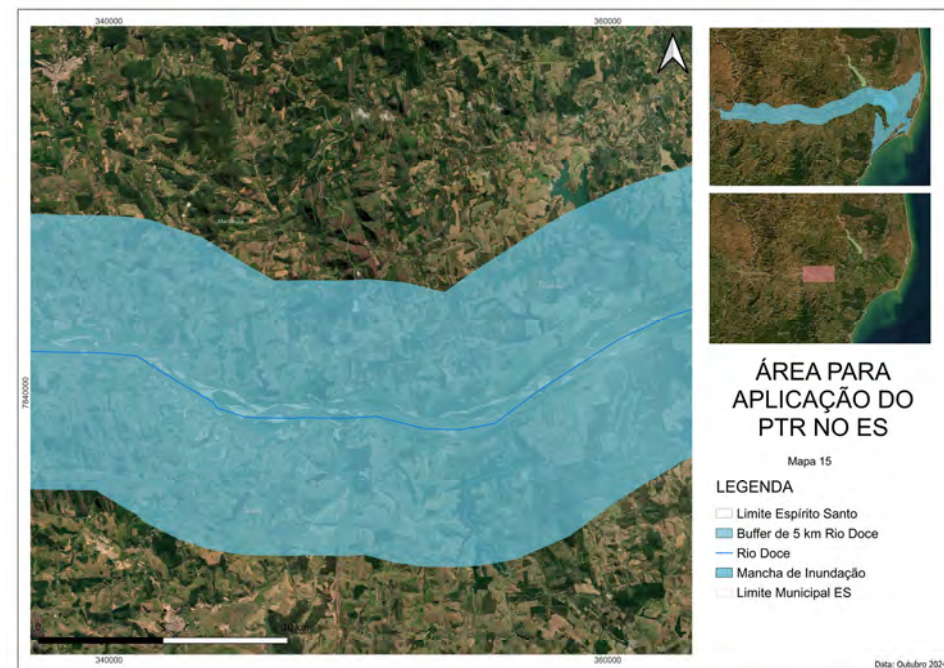 340000
360000
7840000
0
10 km
340000
360000
ÁREA PARA
APLICAÇÃO DO
PTR NO ES
Mapa 15
LEGENDA
Limite Espírito Santo
Buffer de 5 km Rio Doce
Rio Doce
Mancha de Inundação
Limite Municipal ES
Data: Outubro 2024